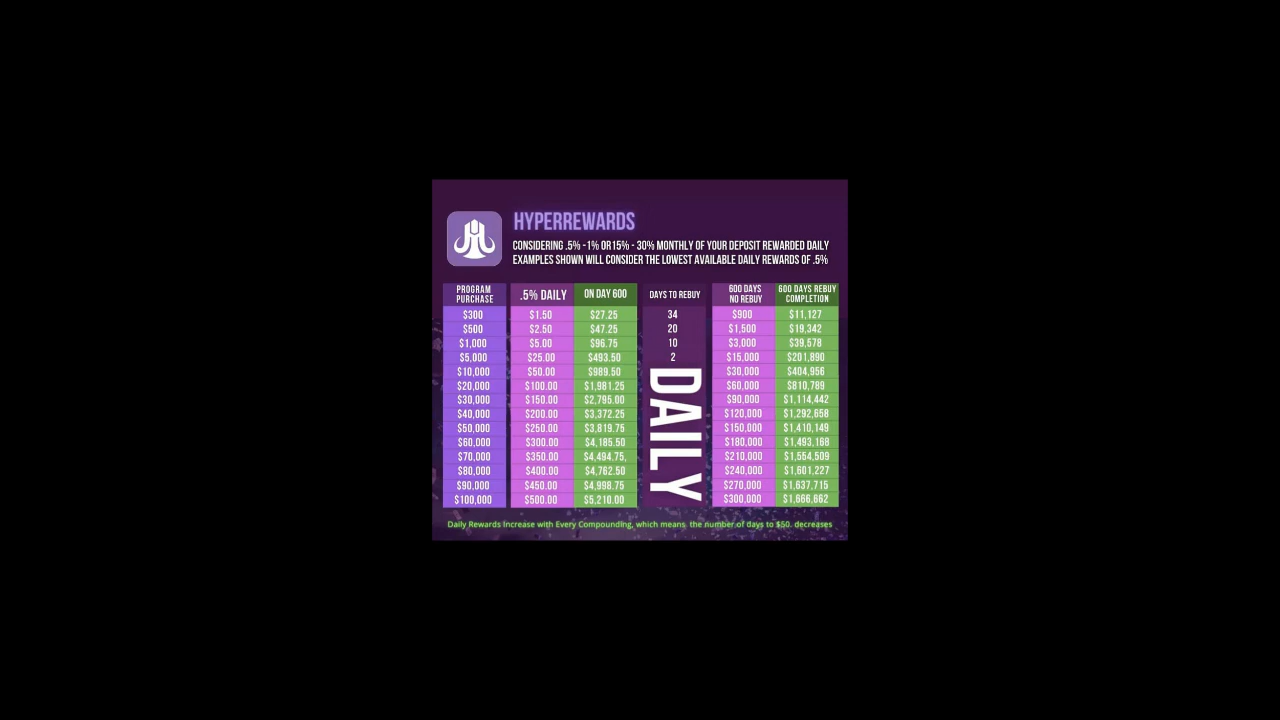 HYPERREWARDS
CONSIDERING .5% -1% OR15% - 30% MONTHLY OF YOUR DEPOSIT REWARDED DAILY
EXAMPLES SHOWN WILL CONSIDER THE LOWEST AVAILABLE DAILY REWARDS OF .5%
PROGRAM PURCHASE .5% DAILY ON DAY 600 DAYS TO REBUY 600 DAYS NO REBUY 600 DAYS REBUY COMPLETION
$300 $1.50 $27.25 34 $900 $11,127
$500 $2.50 $47.25 20 $1,500 $19,342
$1,000 $5.00 $96.75 10 $3,000 $39,578
$5,000 $25.00 $493.50 2 $15,000 $201,890
$10,000 $50.00 $989.50 $30,000 $404,956
$20,000 $100.00 $1,981.25 $60,000 $810,789
$30,000 $150.00 $2,795.00 $90,000 $1,114,442
$40,000 $200.00 $3,372.25 $120,000 $1,292,658
$50,000 $250.00 $3,819.75 $150,000 $1,410,149
$60,000 $300.00 $4,185.50 $180,000 $1,493,168
$70,000 $350.00 $4,494.75, $210,000 $1,554,509
$80,000 $400.00 $4,762.50 $240,000 $1,601,227
$90,000 $450.00 $4,998.75 $270,000 $1,637,715
$100,000 $500.00 $5,210.00 $300,000 $1,666,662
DAILY
Daily Rewards Increase with Every Compounding, which means the number of days to $50. decreases